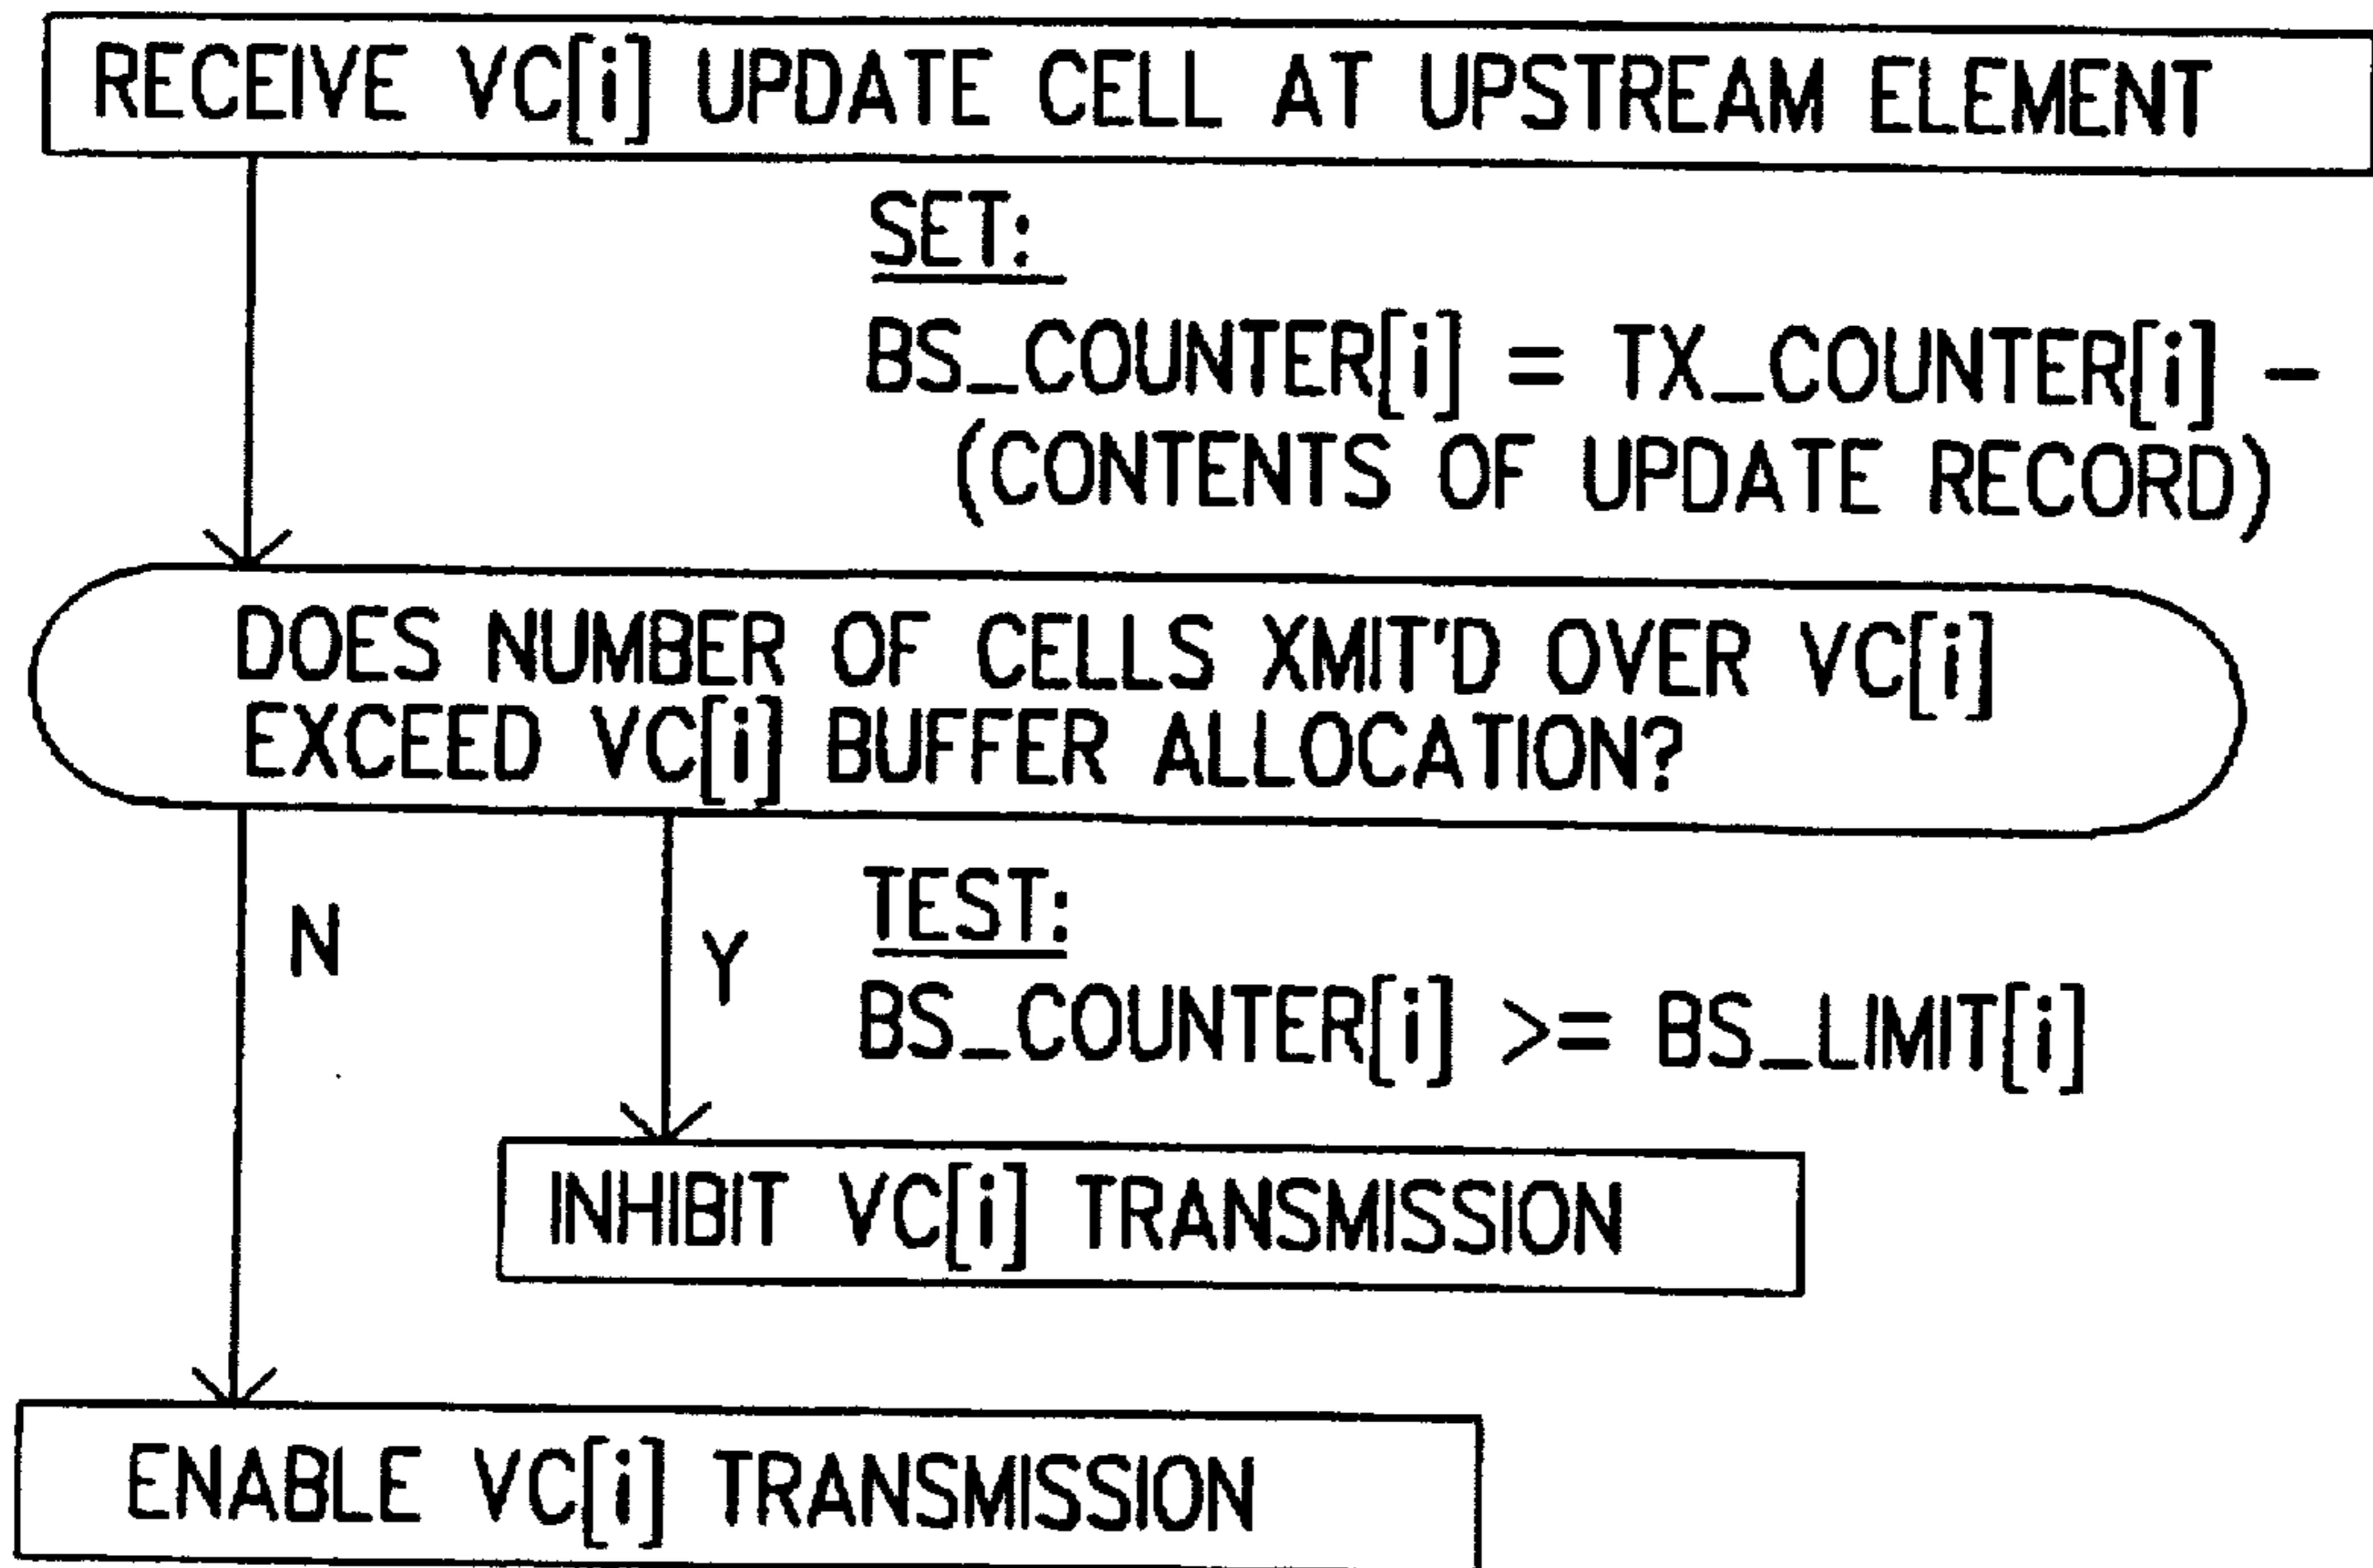 RECEIVE VC[i] UPDATE CELL AT UPSTREAM ELEMENT
SET:
BS_COUNTER[i] = TX_COUNTER[i] -
(CONTENTS OF UPDATE RECORD)
DOES NUMBER OF CELLS XMIT'D OVER VC[i]
EXCEED VC[i] BUFFER ALLOCATION?
N
Y
TEST:
BS_COUNTER[i] >= BS_LIMIT[i]
INHIBIT VC[i] TRANSMISSION
ENABLE VC[i] TRANSMISSION